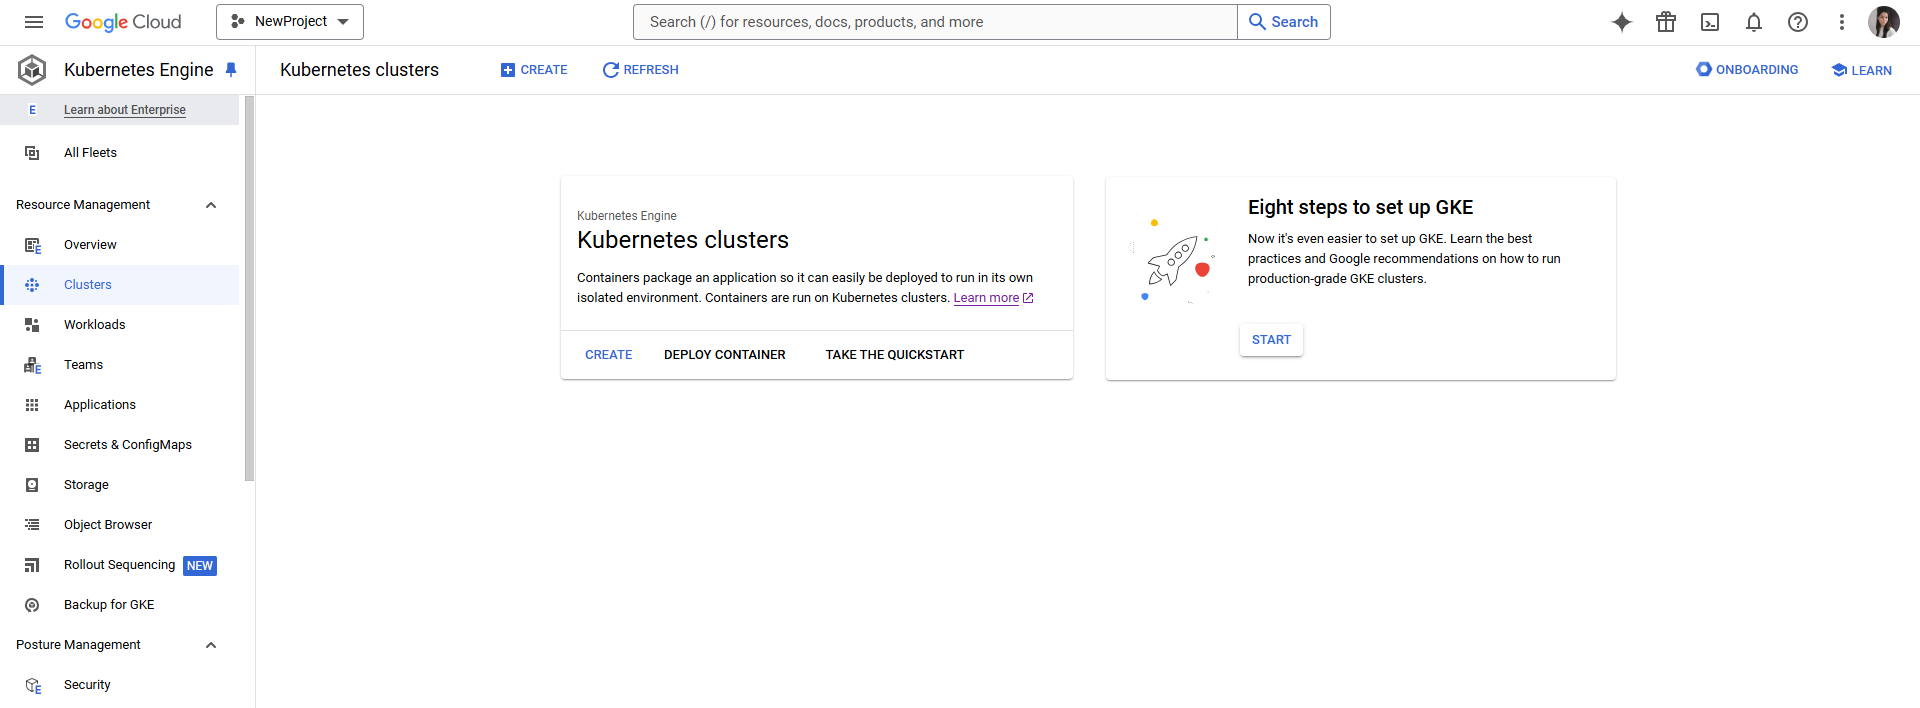 Google Cloud
NewProject
Search (/) for resources, docs, products, and more
Search
Kubernetes Engine
Kubernetes clusters
CREATE
REFRESH
ONBOARDING
LEARN
E Learn about Enterprise
All Fleets
Resource Management
Overview
Clusters
Workloads
Teams
Applications
Secrets & ConfigMaps
Storage
Object Browser
Rollout Sequencing NEW
Backup for GKE
Posture Management
Security
Kubernetes Engine
Kubernetes clusters
Containers package an application so it can easily be deployed to run in its own
isolated environment. Containers are run on Kubernetes clusters. Learn more
CREATE
DEPLOY CONTAINER
TAKE THE QUICKSTART
Eight steps to set up GKE
Now it's even easier to set up GKE. Learn the best
practices and Google recommendations on how to run
production-grade GKE clusters.
START